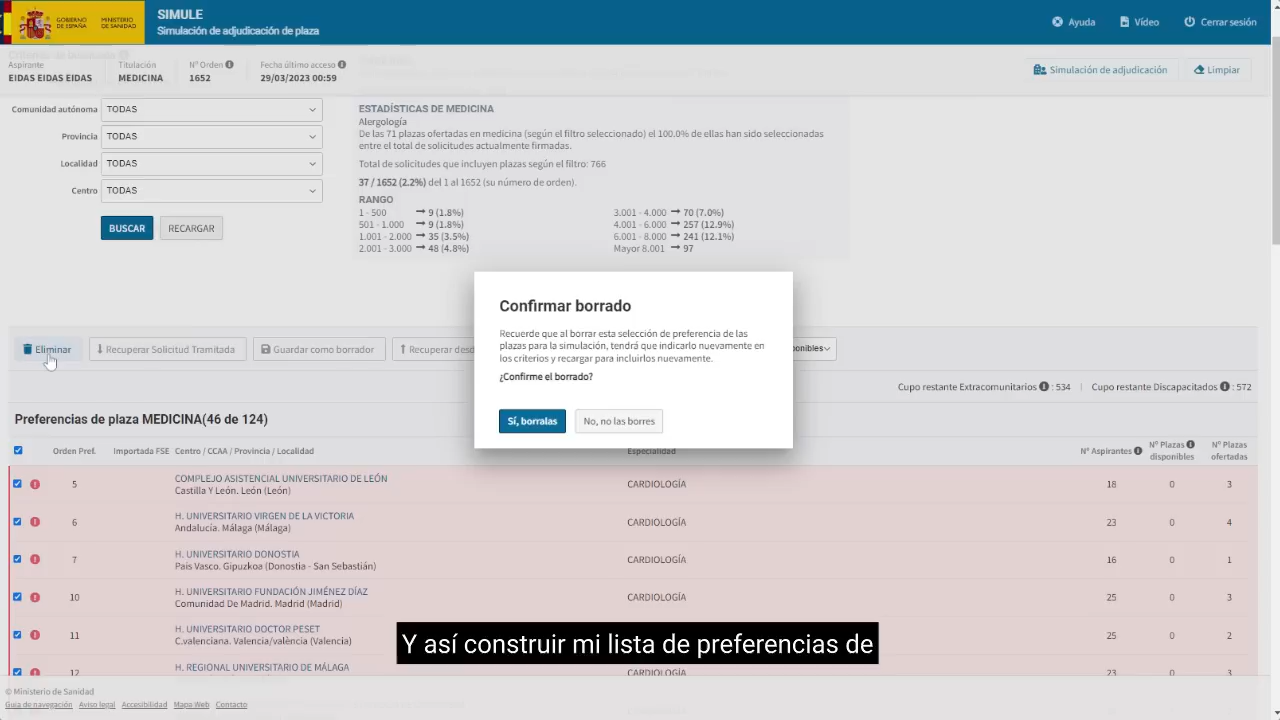 GOBIERNO DE ESPAÑA
MINISTERIO DE SANIDAD
SIMULE
Simulación de adjudicación de plaza
Ayuda
Vídeo
Cerrar sesión
Aspirante
EIDAS EIDAS EIDAS
Titulación
MEDICINA
Nº Orden
1652
Fecha último acceso
29/03/2023 00:59
Simulación de adjudicación
Limpiar
Comunidad autónoma TODAS
Provincia TODAS
Localidad TODAS
Centro TODAS
BUSCAR RECARGAR
ESTADÍSTICAS DE MEDICINA
Alergología
De las 71 plazas ofertadas en medicina (según el filtro seleccionado) el 100.0% de ellas han sido seleccionadas
entre el total de solicitudes actualmente firmadas.
Total de solicitudes que incluyen plazas según el filtro: 766
37 / 1652 (2.2%) del 1 al 1652 (su número de orden).
RANGO
1 - 500 → 9 (1.8%)
501 - 1.000 → 9 (1.8%)
1.001 - 2.000 → 35 (3.5%)
2.001 - 3.000 → 48 (4.8%)
3.001 - 4.000 → 70 (7.0%)
4.001 - 6.000 → 257 (12.9%)
6.001 - 8.000 → 241 (12.1%)
Mayor 8.001 → 97
Confirmar borrado
Recuerde que al borrar esta selección de preferencia de las
plazas para la simulación, tendrá que indicarlo nuevamente en
los criterios y recargar para incluirlos nuevamente.
¿Confirme el borrado?
Sí, borralas No, no las borres
Eliminar Recuperar Solicitud Tramitada Guardar como borrador Recuperar desd
onibles
Cupo restante Extracomunitarios : 534 | Cupo restante Discapacitados : 572
Preferencias de plaza MEDICINA(46 de 124)
Orden Pref. Importada FSE Centro / CCAA / Provincia / Localidad Especialidad Nº Aspirantes Nº Plazas disponibles Nº Plazas ofertadas
5 COMPLEJO ASISTENCIAL UNIVERSITARIO DE LEÓN CARDIOLOGÍA 18 0 3
Castilla Y León. León (León)
6 H. UNIVERSITARIO VIRGEN DE LA VICTORIA CARDIOLOGÍA 23 0 4
Andalucía. Málaga (Málaga)
7 H. UNIVERSITARIO DONOSTIA CARDIOLOGÍA 16 0 1
País Vasco. Gipuzkoa (Donostia - San Sebastián)
10 H. UNIVERSITARIO FUNDACIÓN JIMÉNEZ DÍAZ CARDIOLOGÍA 25 0 3
Comunidad De Madrid. Madrid (Madrid)
11 H. UNIVERSITARIO DOCTOR PESET 25 0 2
C.valenciana. Valencia/valència (Valencia)
12 H. REGIONAL UNIVERSITARIO DE MÁLAGA 23 0 3
Y así construir mi lista de preferencias de
© Ministerio de Sanidad
Guía de navegación Aviso legal Accesibilidad Mapa Web Contacto